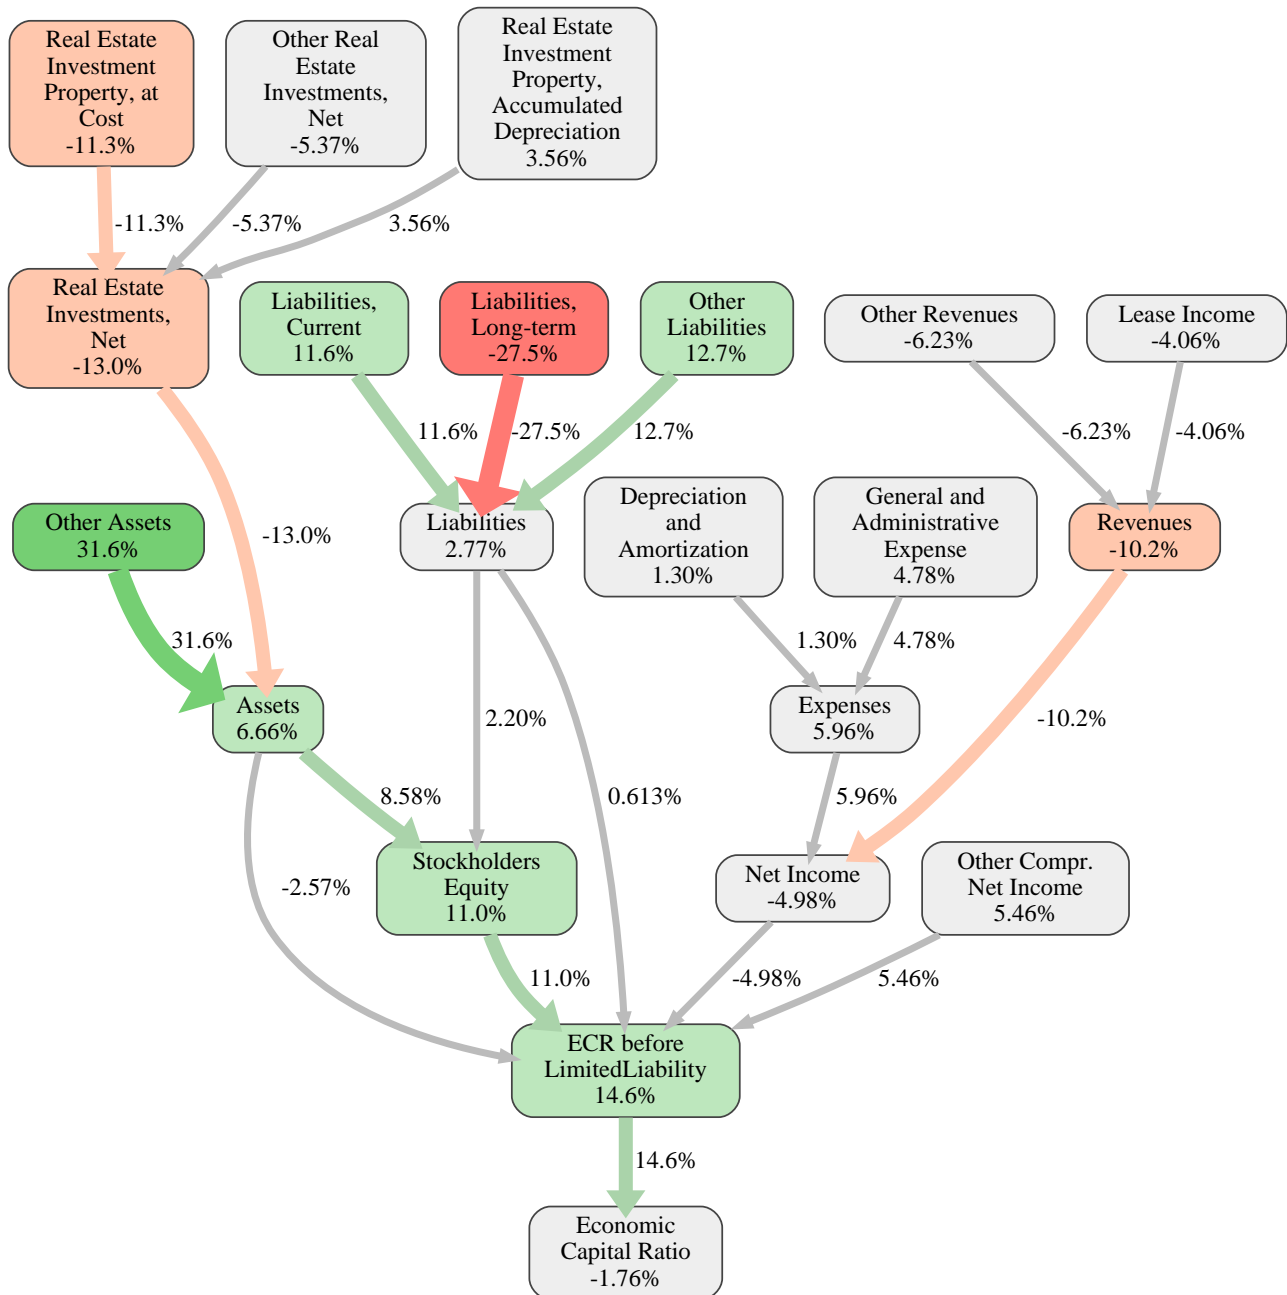 Real Estate
Investment
Property, at
Cost
-11.3%
Other Real
Estate
Investments,
Net
-5.37%
Real Estate
Investment
Property,
Accumulated
Depreciation
3.56%
-11.3%
-5.37%
3.56%
Real Estate
Investments,
Net
-13.0%
Liabilities,
Current
11.6%
Liabilities,
Long-term
-27.5%
Other
Liabilities
12.7%
Other Revenues
-6.23%
Lease Income
-4.06%
11.6%
-27.5%
12.7%
-6.23%
-4.06%
Other Assets
31.6%
-13.0%
Liabilities
2.77%
Depreciation
and
Amortization
1.30%
General and
Administrative
Expense
4.78%
Revenues
-10.2%
31.6%
1.30%
4.78%
Assets
6.66%
2.20%
Expenses
5.96%
-10.2%
8.58%
0.613%
5.96%
-2.57%
Stockholders
Equity
11.0%
Net Income
-4.98%
Other Compr.
Net Income
5.46%
11.0%
-4.98%
5.46%
ECR before
LimitedLiability
14.6%
14.6%
Economic
Capital Ratio
-1.76%